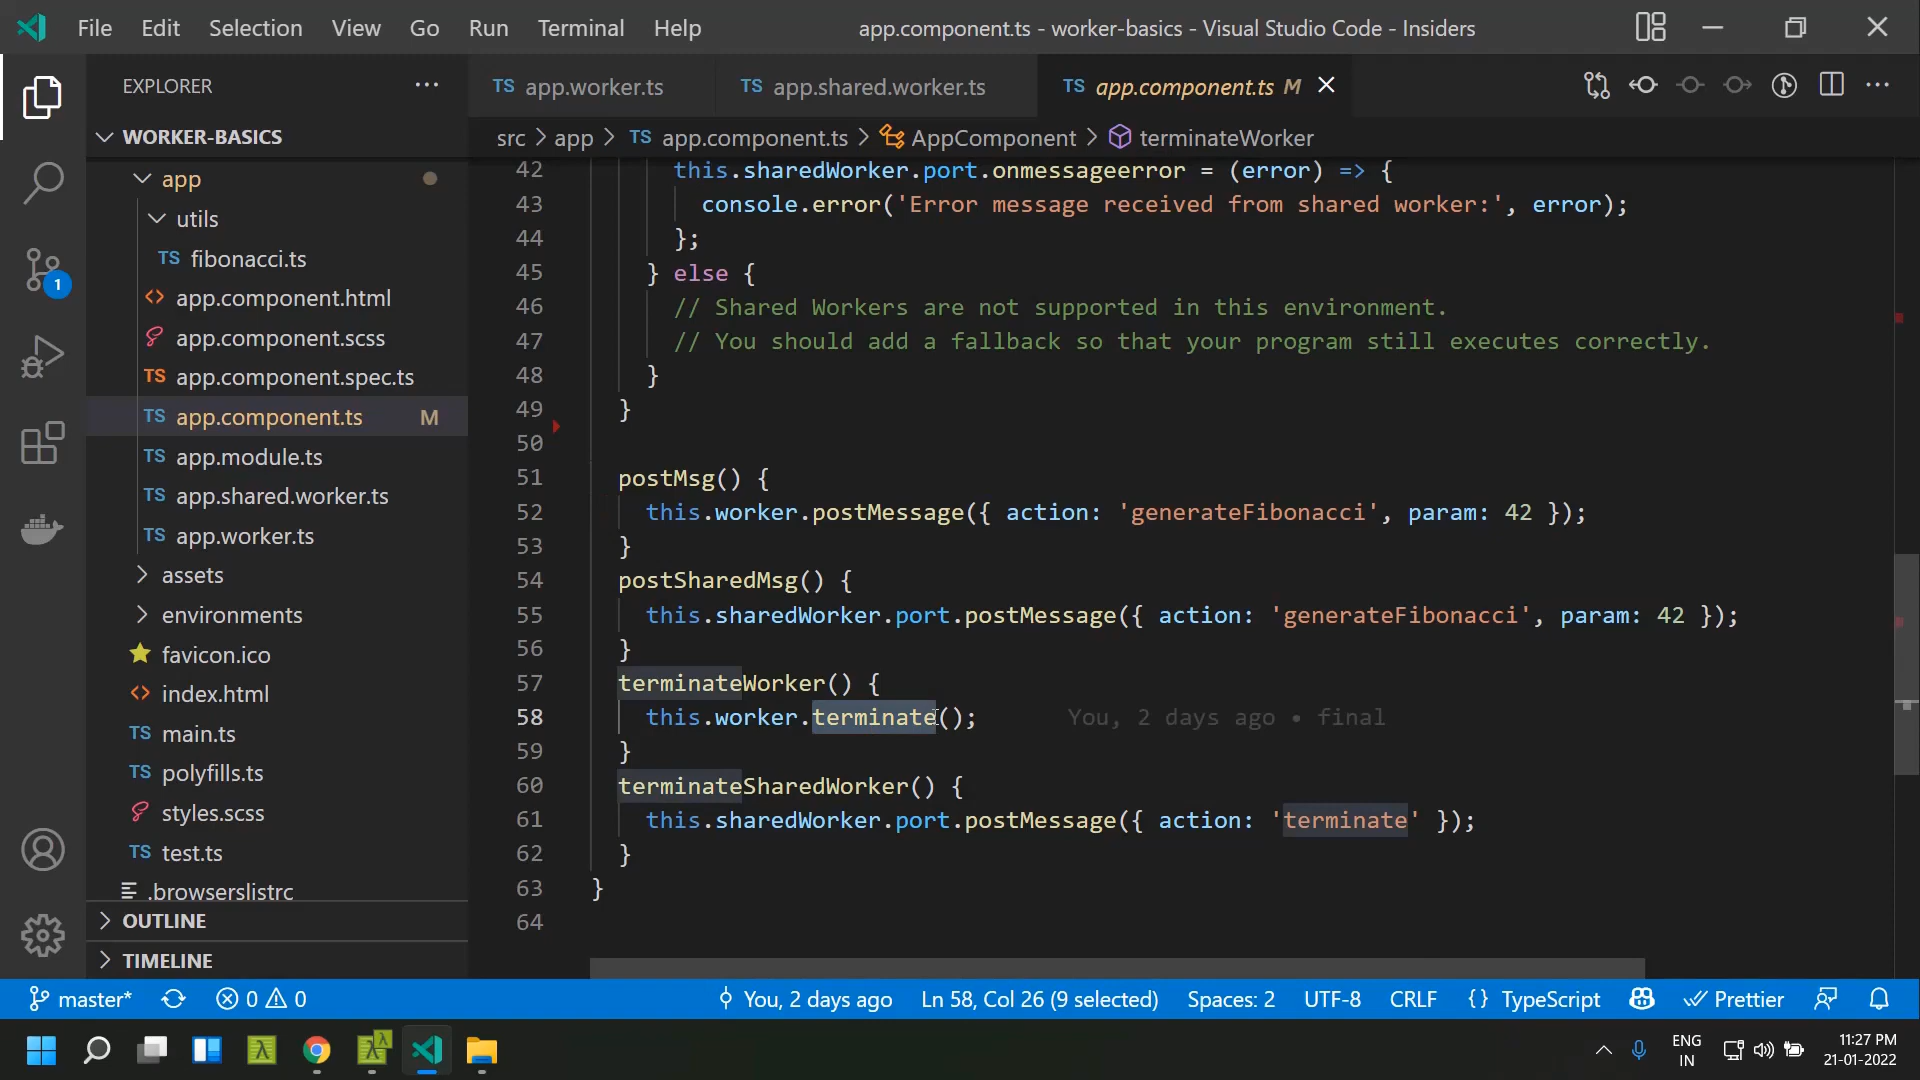 File Edit Selection View Go Run Terminal Help
app.component.ts - worker-basics - Visual Studio Code - Insiders
EXPLORER
TS app.worker.ts
TS app.shared.worker.ts
TS app.component.ts M
WORKER-BASICS
src > app > TS app.component.ts > AppComponent > terminateWorker
app
utils
TS fibonacci.ts
app.component.html
app.component.scss
TS app.component.spec.ts
TS app.component.ts M
TS app.module.ts
TS app.shared.worker.ts
TS app.worker.ts
assets
environments
favicon.ico
index.html
TS main.ts
TS polyfills.ts
styles.scss
TS test.ts
.browserslistrc
OUTLINE
TIMELINE
1
42 this.sharedWorker.port.onmessageerror = (error) => {
43 console.error('Error message received from shared worker:', error);
44 };
45 } else {
46 // Shared Workers are not supported in this environment.
47 // You should add a fallback so that your program still executes correctly.
48 }
49 }
50
51 postMsg() {
52 this.worker.postMessage({ action: 'generateFibonacci', param: 42 });
53 }
54 postSharedMsg() {
55 this.sharedWorker.port.postMessage({ action: 'generateFibonacci', param: 42 });
56 }
57 terminateWorker() {
58 this.worker.terminate(); You, 2 days ago • final
59 }
60 terminateSharedWorker() {
61 this.sharedWorker.port.postMessage({ action: 'terminate' });
62 }
63 }
64
master* 0 0 You, 2 days ago Ln 58, Col 26 (9 selected) Spaces: 2 UTF-8 CRLF { } TypeScript Prettier
ENG
IN
11:27 PM
21-01-2022